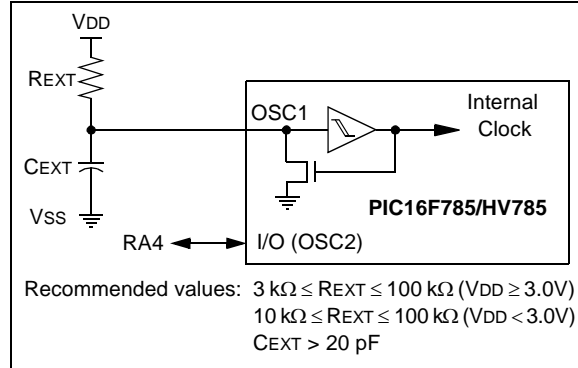 VDD
REXT
OSC1
Internal
Clock
CEXT
PIC16F785/HV785
VSS
RA4
I/O (OSC2)
Recommended values: 3 kΩ ≤ REXT ≤ 100 kΩ (VDD ≥ 3.0V)
10 kΩ ≤ REXT ≤ 100 kΩ (VDD < 3.0V)
CEXT > 20 pF